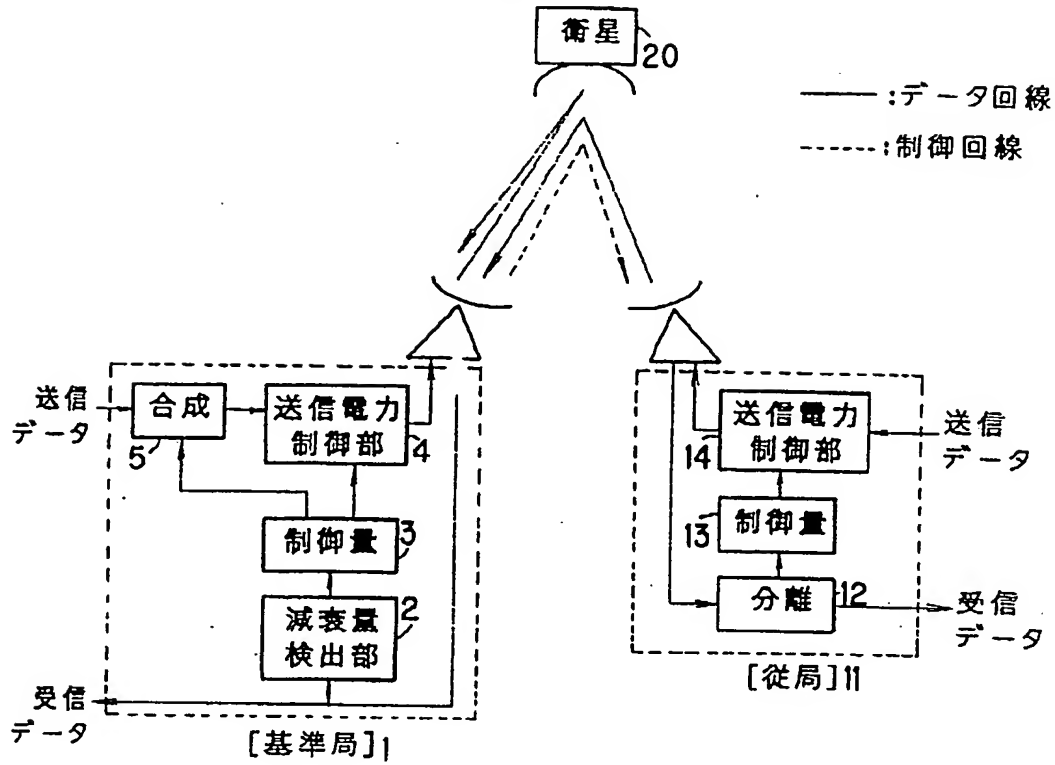 衛星
20
:データ回線
:制御回線
送信
データ
合成
5
送信電力
制御部
4
制御量
3
減衰量
検出部
2
受信
データ
[基準局]1
送信電力
制御部
14
送信
データ
制御量
13
分離
12
受信
データ
[従局]11